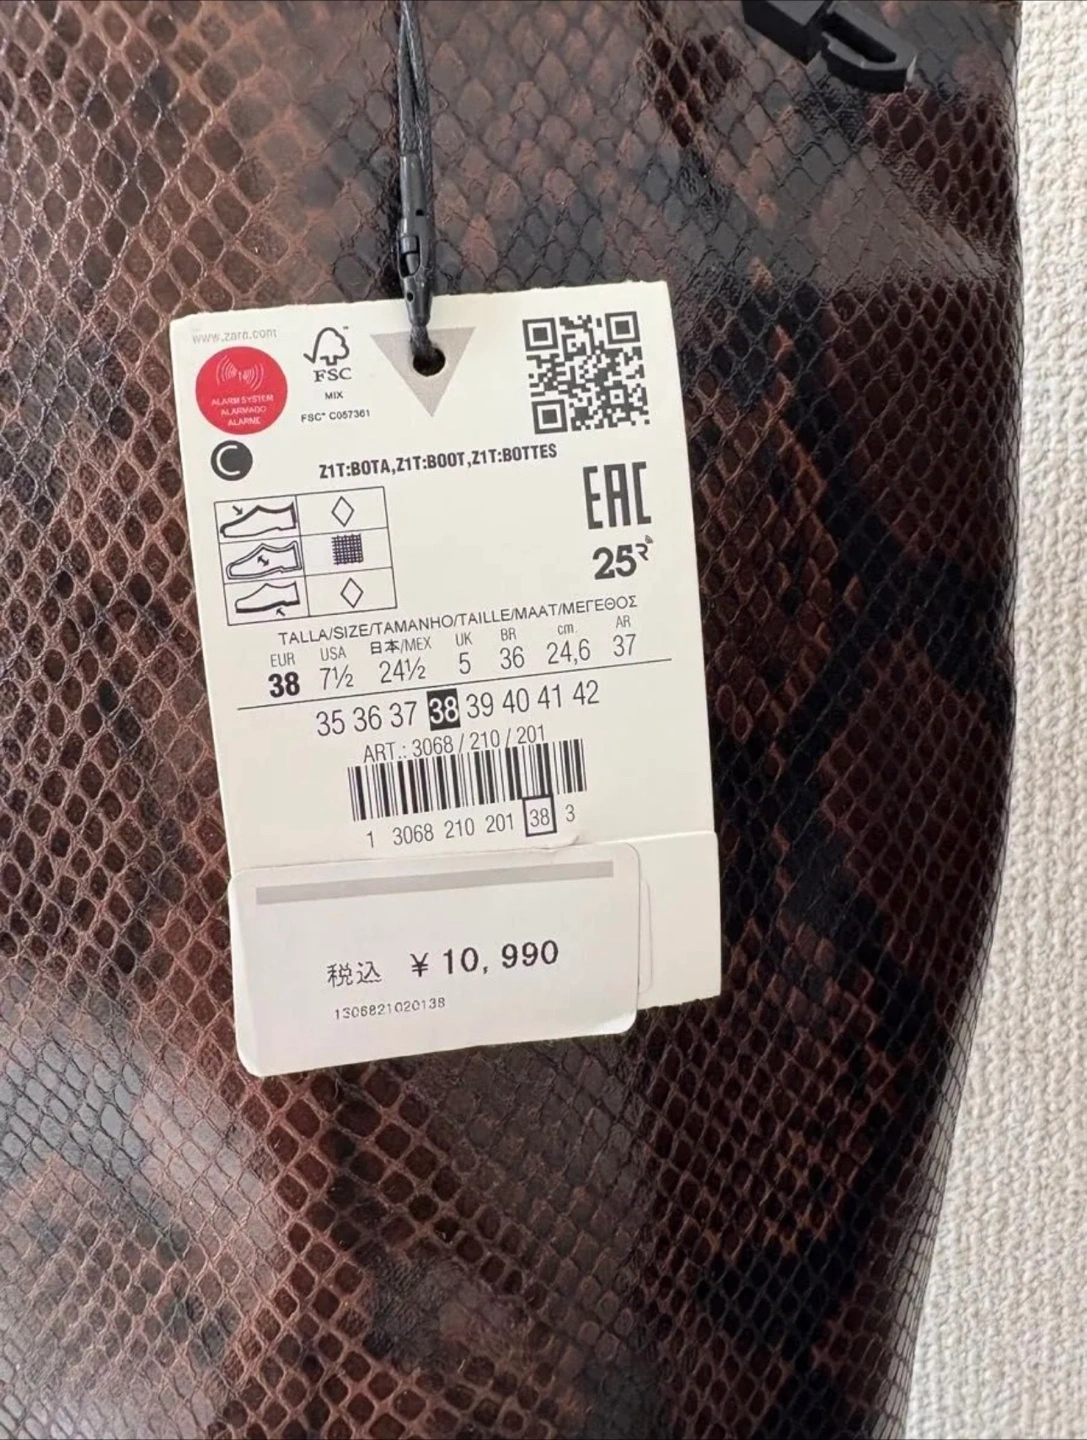 www.zara.com
ALARM SYSTEM
ALARMADO
ALARME
FSC
MIX
FSC® C057361
C
Z1T:BOTA,Z1T:BOOT,Z1T:BOTTES
EAC
25R
TALLA/SIZE/TAMANHO/TAILLE/MAAT/ΜΕΓΕΘΟΣ
EUR USA 日本/MEX UK BR cm AR
38 7½ 24½ 5 36 24,6 37
35 36 37 38 39 40 41 42
ART.: 3068 / 210 / 201
1 3068 210 201 38 3
税込 ¥10,990
1306821020138